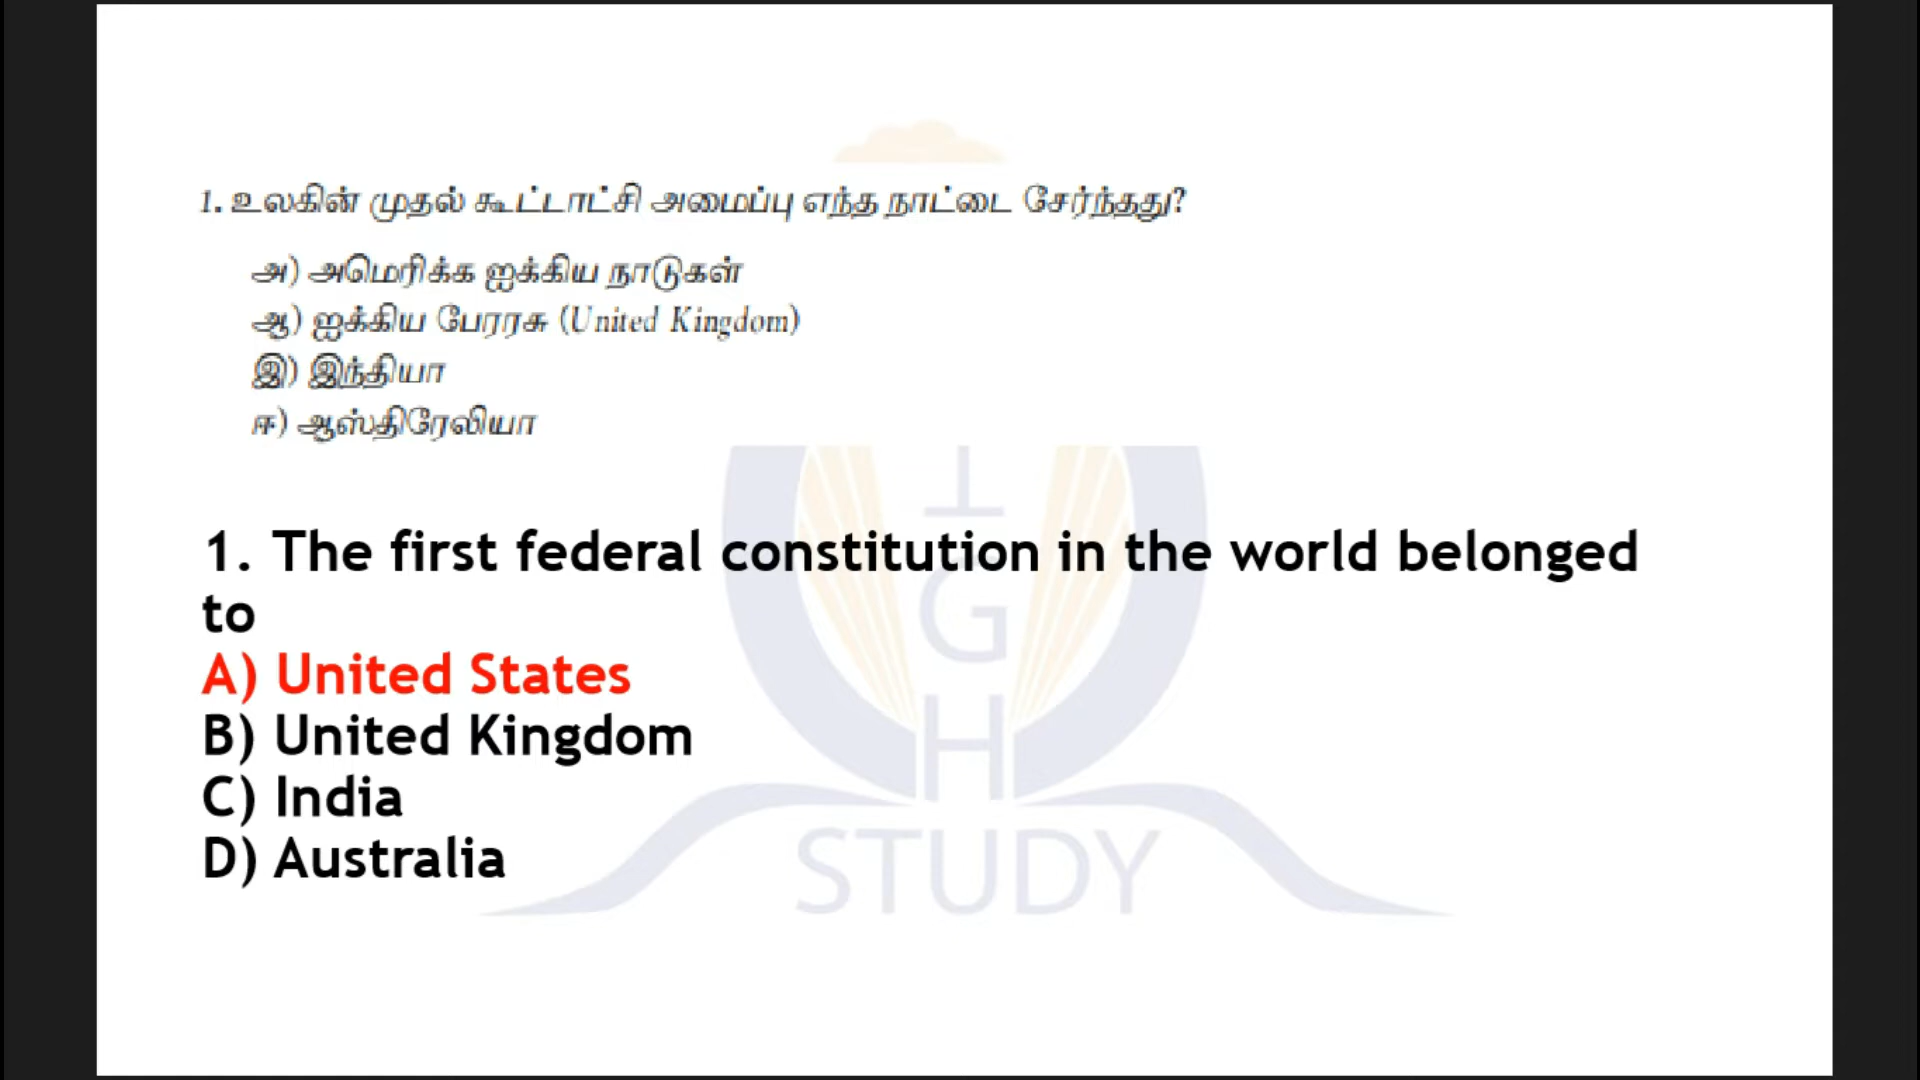 1. உலகின் முதல் கூட்டாட்சி அமைப்பு எந்த நாட்டை சேர்ந்தது?
அ) அமெரிக்க ஐக்கிய நாடுகள்
ஆ) ஐக்கிய பேரரசு (United Kingdom)
இ) இந்தியா
ஈ) ஆஸ்திரேலியா
1. The first federal constitution in the world belonged
to
A) United States
B) United Kingdom
C) India
D) Australia
STUDY